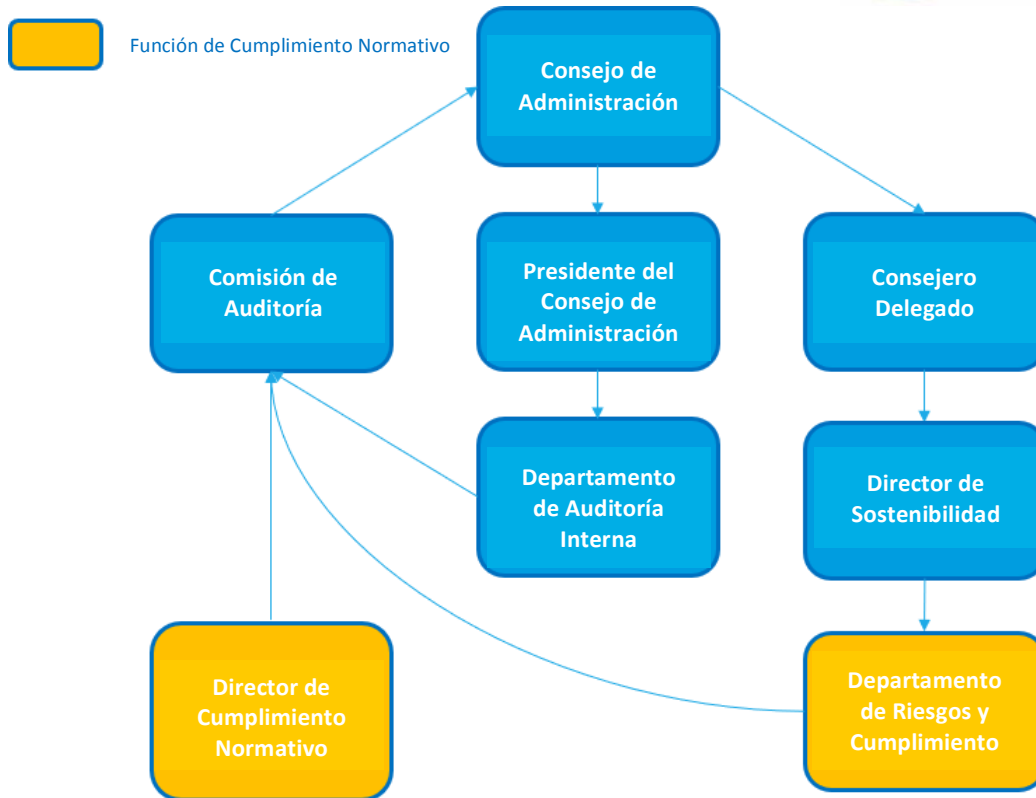 Función de Cumplimiento Normativo
Consejo de
Administración
Comisión de
Auditoría
Presidente del
Consejo de
Administración
Consejero
Delegado
Departamento
de Auditoría
Interna
Director de
Sostenibilidad
Director de
Cumplimiento
Normativo
Departamento
de Riesgos y
Cumplimiento